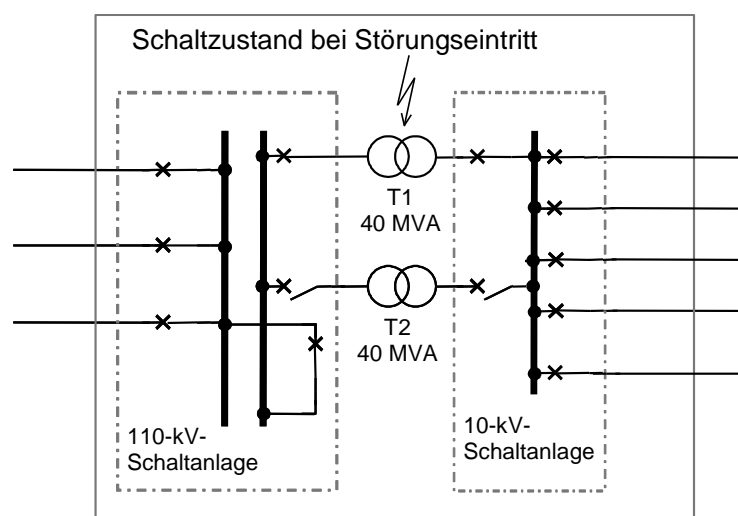 Schaltzustand bei Störungseintritt
T1
40 MVA
T2
40 MVA
110-kV-
Schaltanlage
10-kV-
Schaltanlage